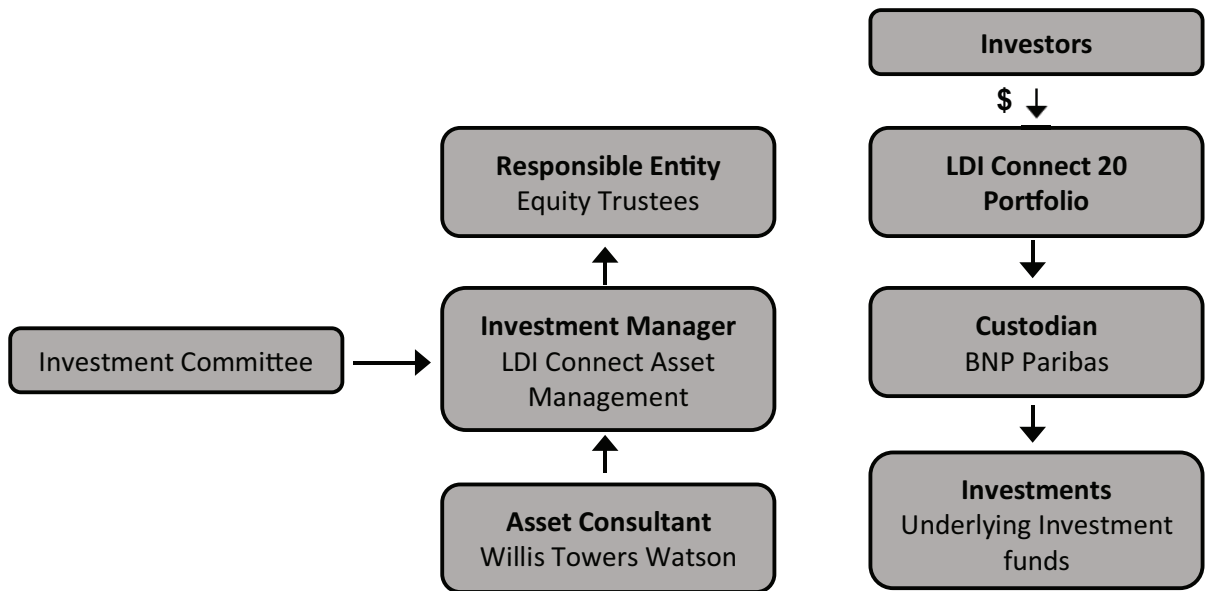 Investors
$
Responsible Entity
Equity Trustees
LDI Connect 20
Portfolio
Investment Committee
Investment Manager
LDI Connect Asset
Management
Custodian
BNP Paribas
Asset Consultant
Willis Towers Watson
Investments
Underlying Investment
funds